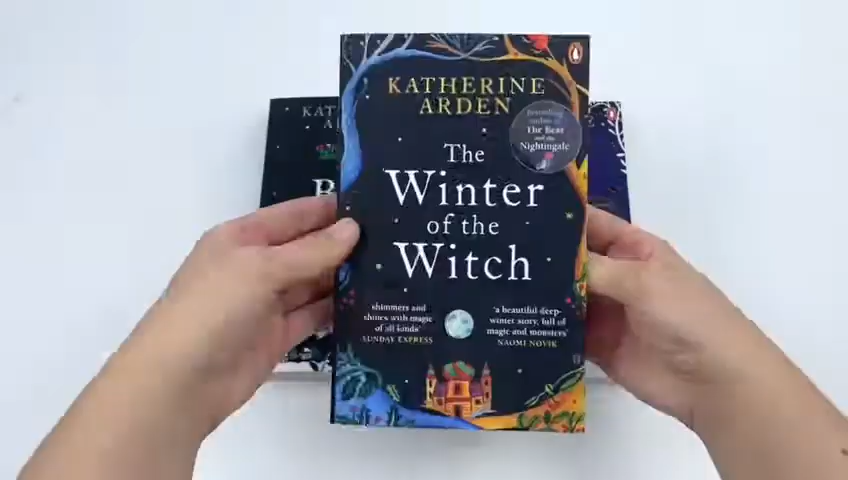 KATHERINE
ARDEN
Bestselling
author of
The Bear
and the
Nightingale
The
Winter
of the
Witch
shimmers and
shines with magic
of all kinds'
SUNDAY EXPRESS
'a beautiful deep-
winter story, full of
magic and monsters'
NAOMI NOVIK
KAT
A
B